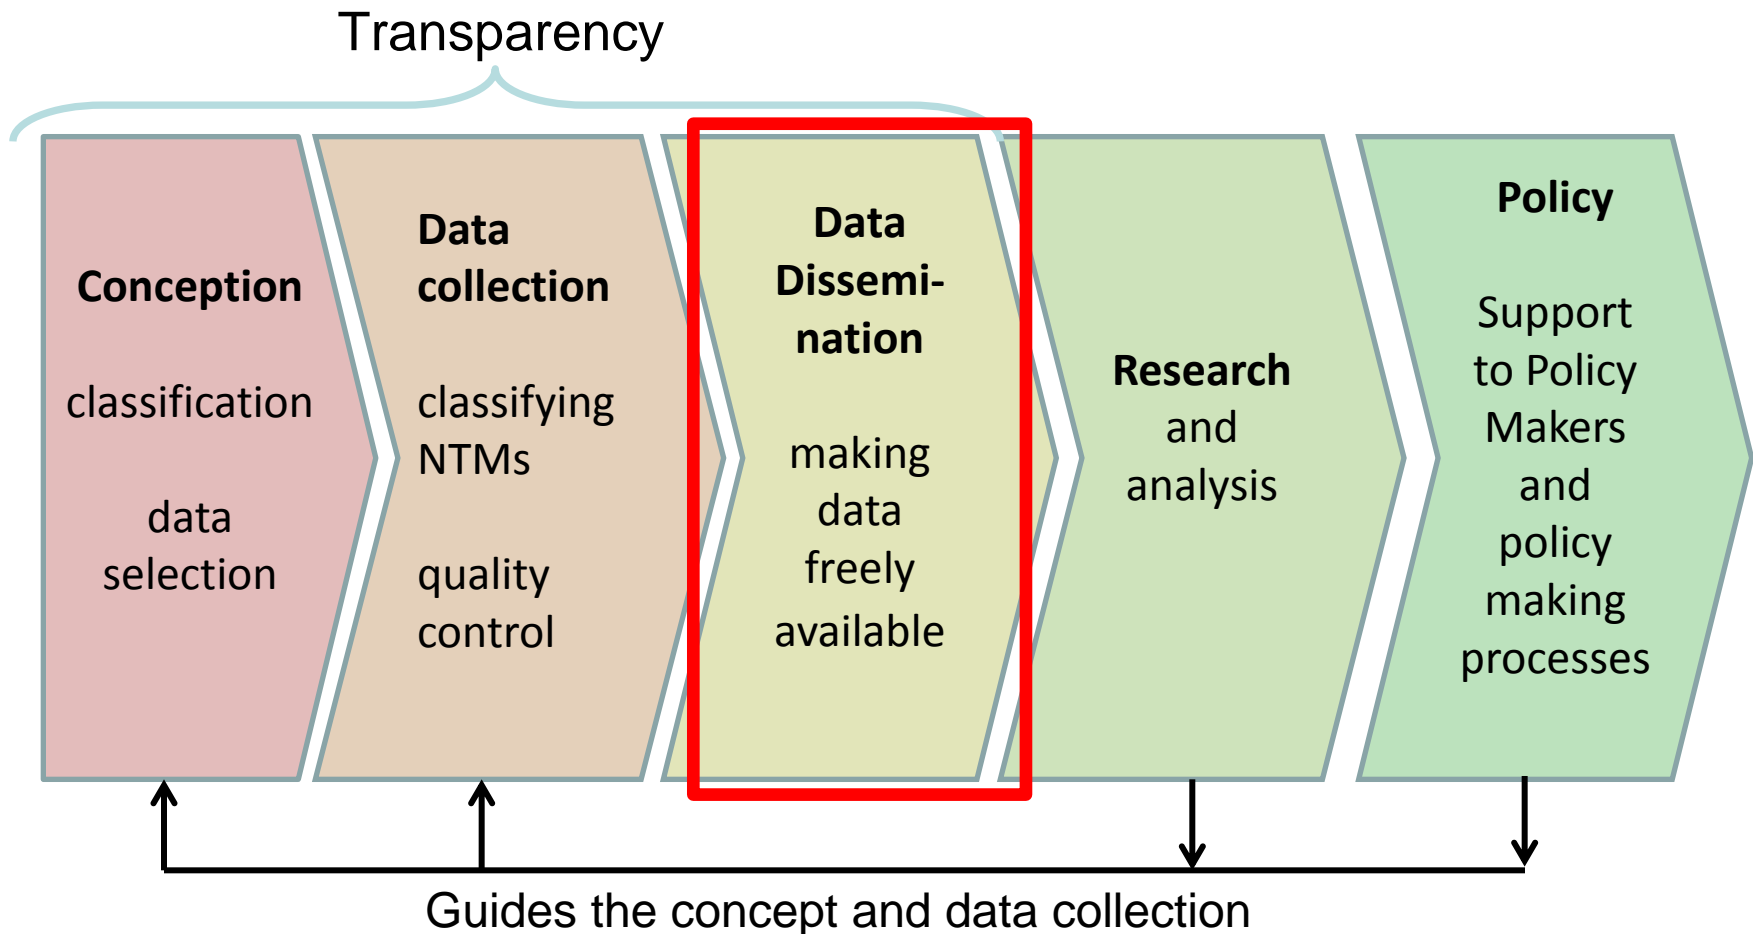 Transparency
Conception
classification
data
selection
Data
collection
classifying
NTMs
quality
control
Data
Dissemi-
nation
making
data
freely
available
Research
and
analysis
Policy
Support
to Policy
Makers
and
policy
making
processes
Guides the concept and data collection